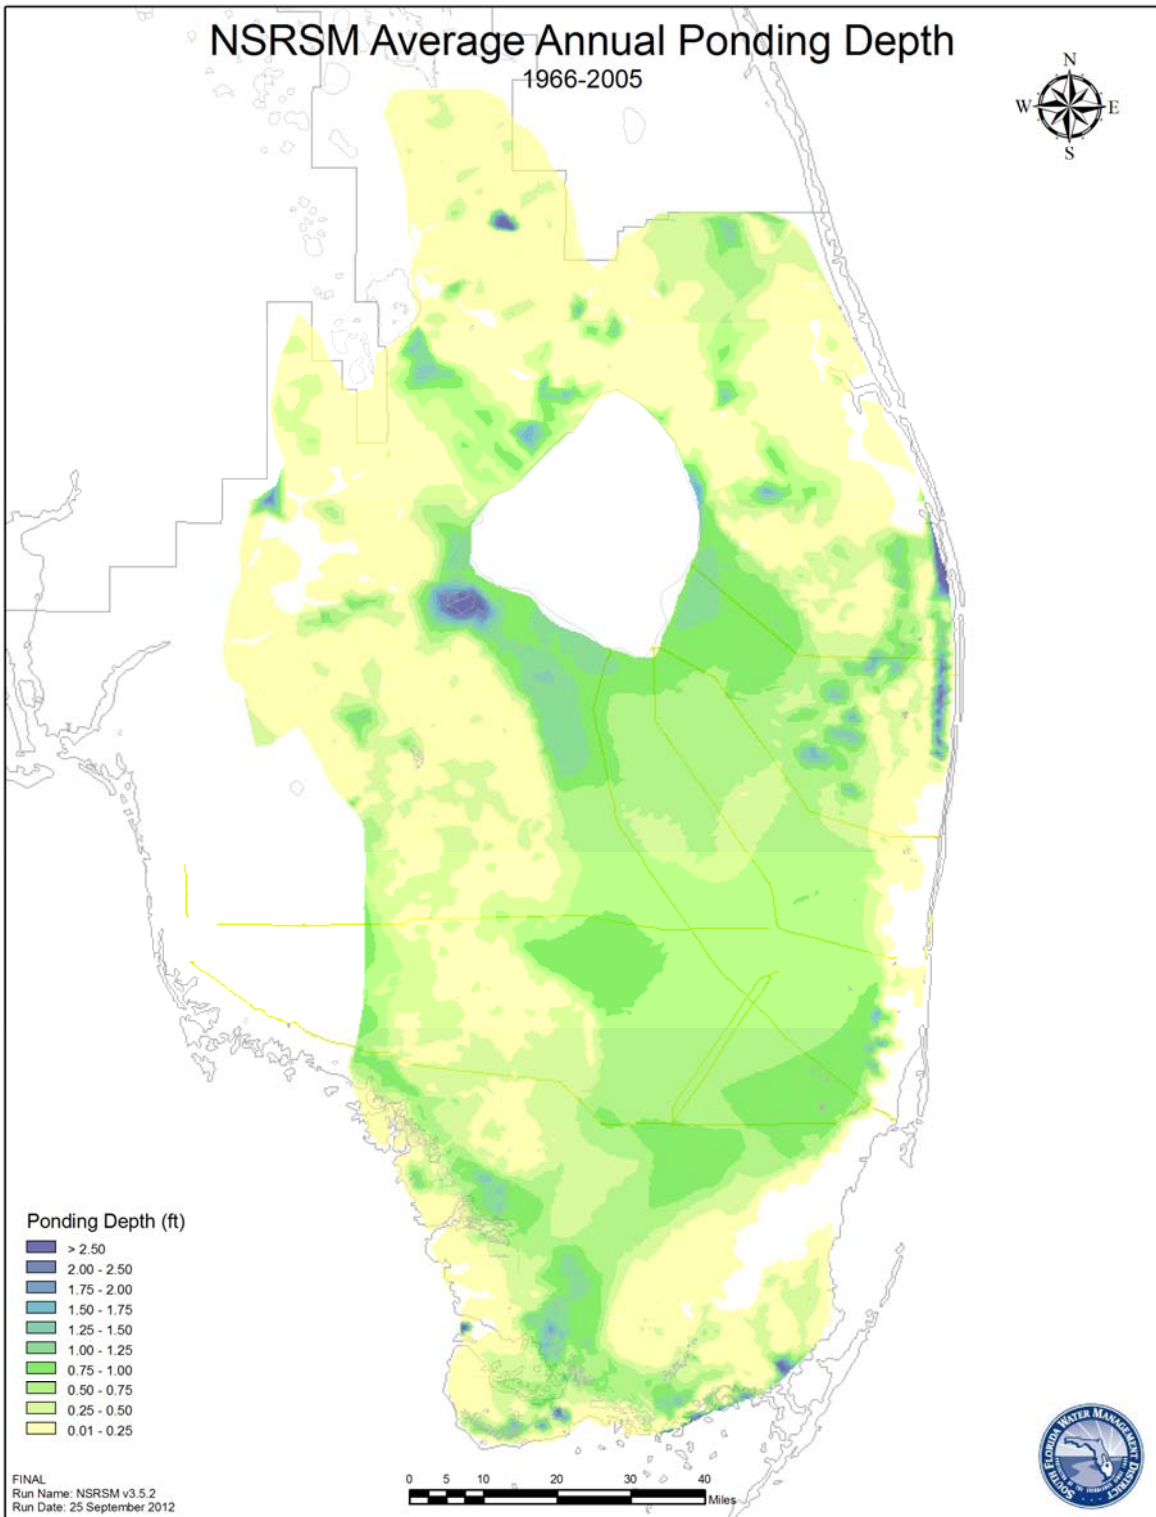 NSRSM Average Annual Ponding Depth
1966-2005
N
W
E
S
Ponding Depth (ft)
> 2.50
2.00 - 2.50
1.75 - 2.00
1.50 - 1.75
1.25 - 1.50
1.00 - 1.25
0.75 - 1.00
0.50 - 0.75
0.25 - 0.50
0.01 - 0.25
FINAL
Run Name: NSRSM v3.5.2
Run Date: 25 September 2012
0 5 10 20 30 40
Miles
SOUTH FLORIDA WATER MANAGEMENT DISTRICT